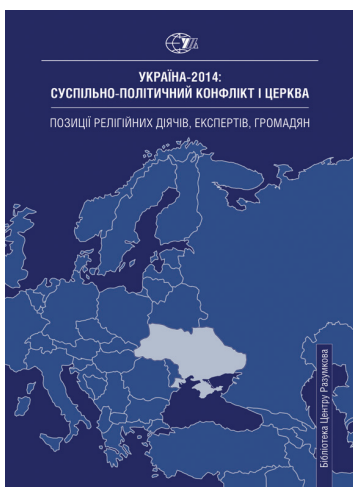 УКРАЇНА-2014:
СУСПІЛЬНО-ПОЛІТИЧНИЙ КОНФЛІКТ І ЦЕРКВА
ПОЗИЦІЇ РЕЛІГІЙНИХ ДІЯЧІВ, ЕКСПЕРТІВ, ГРОМАДЯН
Бібліотека Центру Разумкова